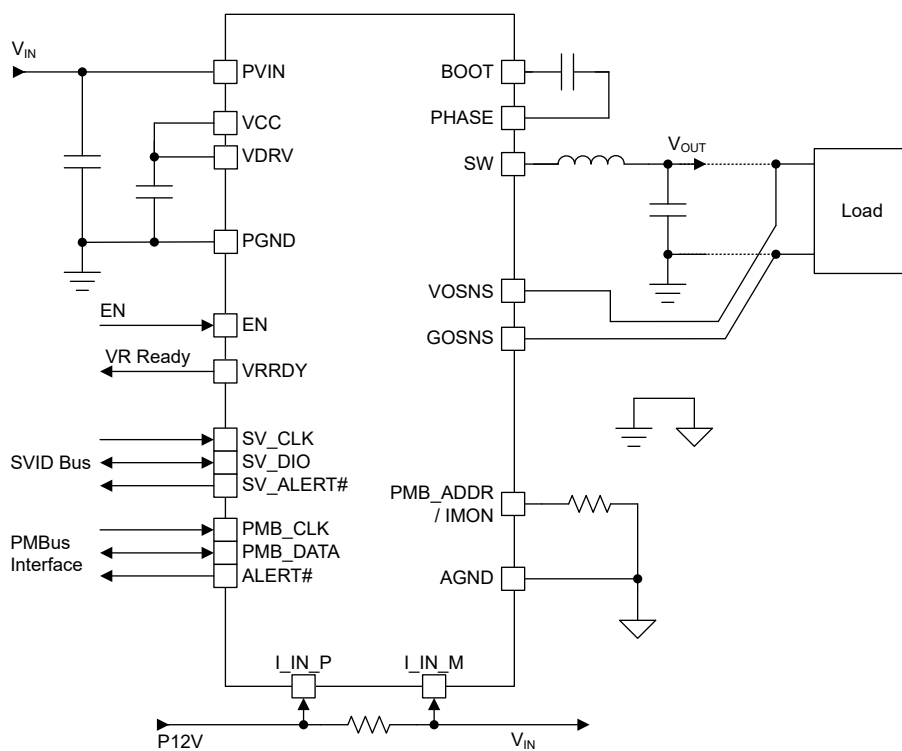 V_IN
PVIN
VCC
VDRV
PGND
EN
EN
VR Ready
VRRDY
SVID Bus
SV_CLK
SV_DIO
SV_ALERT#
PMBus
Interface
PMB_CLK
PMB_DATA
ALERT#
BOOT
PHASE
SW
V_OUT
Load
VOSNS
GOSNS
PMB_ADDR
/ IMON
AGND
I_IN_P
I_IN_M
P12V
V_IN